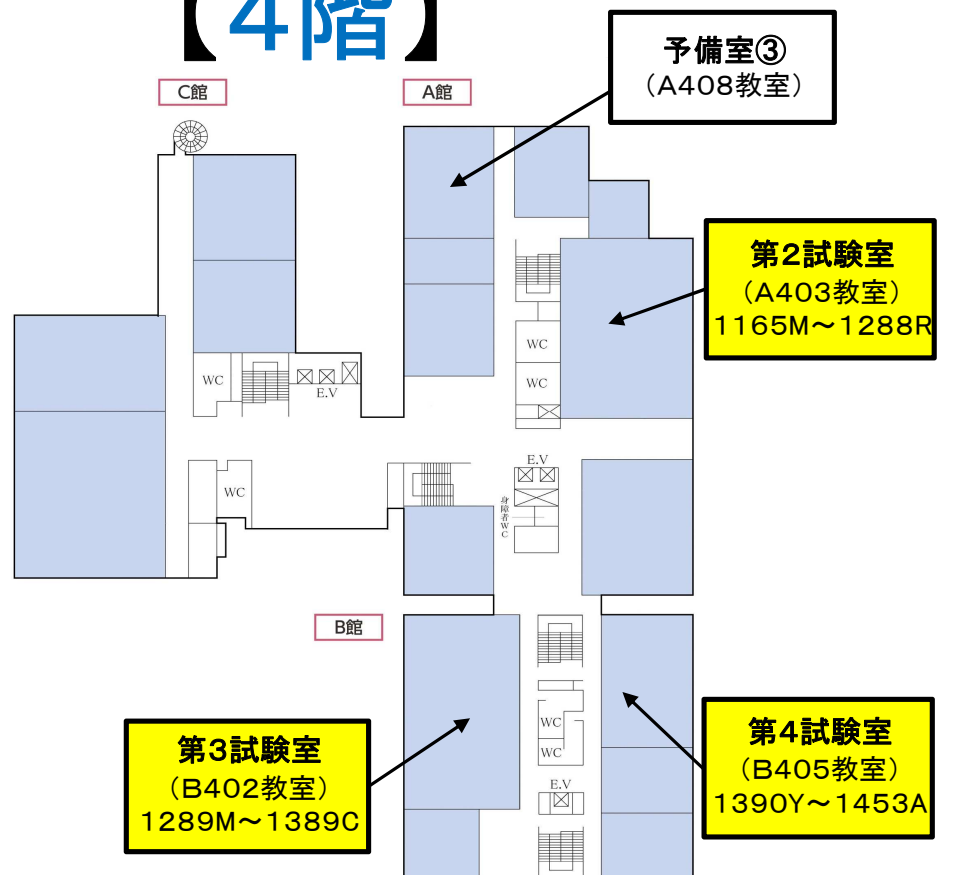 【4階】
C館
A館
予備室③
（A408教室）
第2試験室
（A403教室）
1165M～1288R
WC
WC
WC
E.V
WC
E.V
身障者WC
B館
第3試験室
（B402教室）
1289M～1389C
WC
WC
E.V
第4試験室
（B405教室）
1390Y～1453A